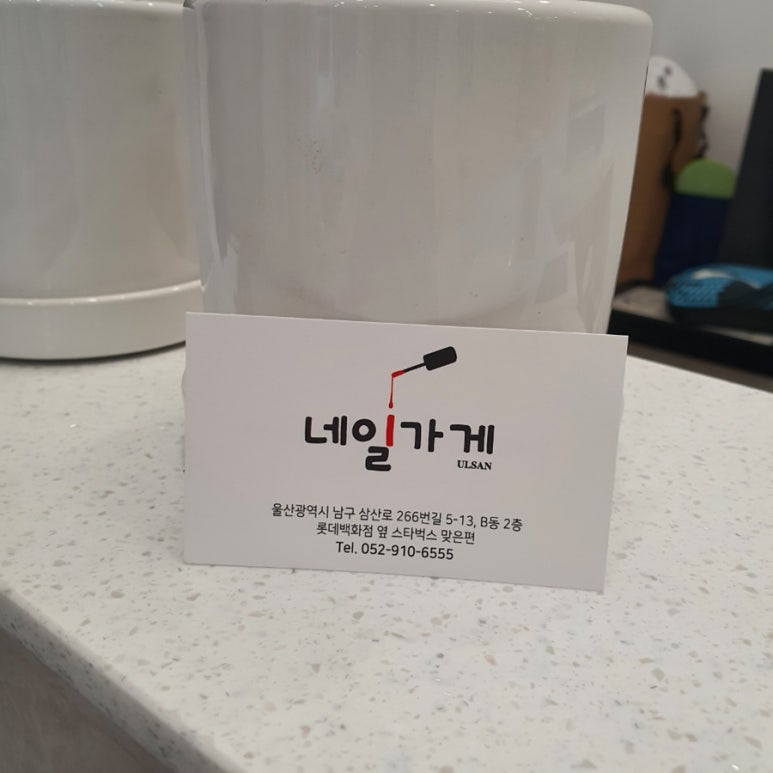 네일가게
ULSAN
울산광역시 남구 삼산로 266번길 5-13, B동 2층
롯데백화점 옆 스타벅스 맞은편
Tel. 052-910-6555